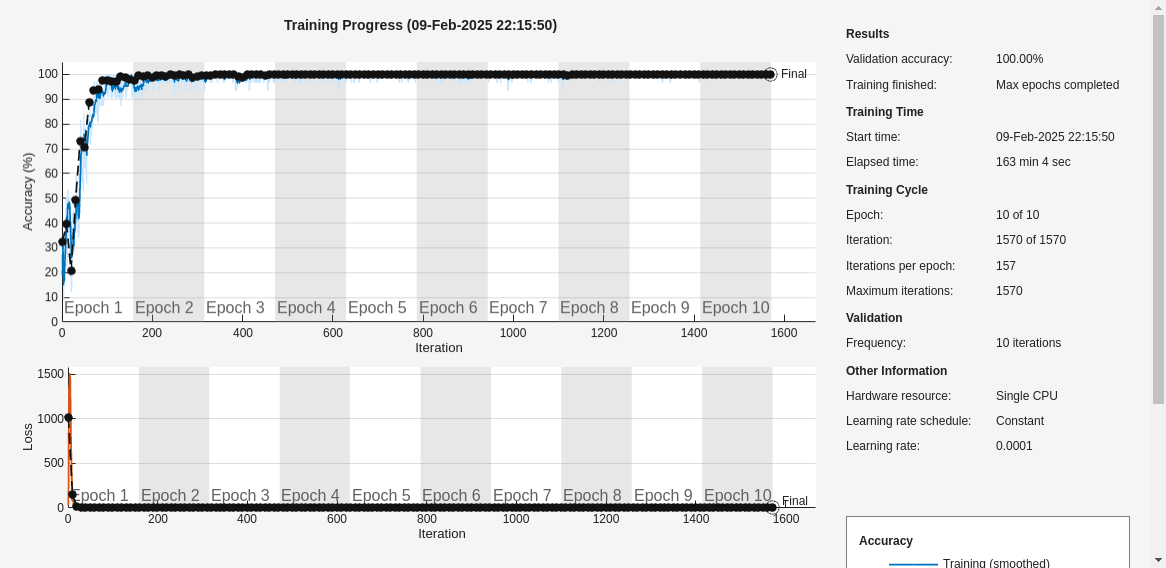 Training Progress (09-Feb-2025 22:15:50)
100
90
80
70
60
50
40
30
20
10
0
Accuracy (%)
Final
Epoch 1 Epoch 2 Epoch 3 Epoch 4 Epoch 5 Epoch 6 Epoch 7 Epoch 8 Epoch 9 Epoch 10
0 200 400 600 800 1000 1200 1400 1600
Iteration
1500
1000
500
0
Loss
Epoch 1 Epoch 2 Epoch 3 Epoch 4 Epoch 5 Epoch 6 Epoch 7 Epoch 8 Epoch 9 Epoch 10
Final
0 200 400 600 800 1000 1200 1400 1600
Iteration
Results
Validation accuracy: 100.00%
Training finished: Max epochs completed
Training Time
Start time: 09-Feb-2025 22:15:50
Elapsed time: 163 min 4 sec
Training Cycle
Epoch: 10 of 10
Iteration: 1570 of 1570
Iterations per epoch: 157
Maximum iterations: 1570
Validation
Frequency: 10 iterations
Other Information
Hardware resource: Single CPU
Learning rate schedule: Constant
Learning rate: 0.0001
Accuracy
Training (smoothed)